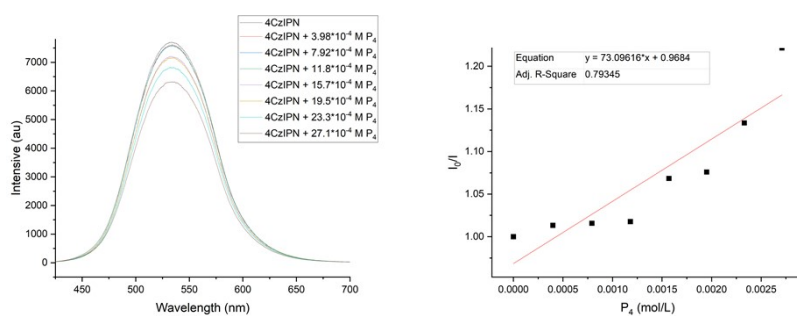 4CzIPN
4CzIPN + 3.98*10-4 M P4
4CzIPN + 7.92*10-4 M P4
4CzIPN + 11.8*10-4 M P4
4CzIPN + 15.7*10-4 M P4
4CzIPN + 19.5*10-4 M P4
4CzIPN + 23.3*10-4 M P4
4CzIPN + 27.1*10-4 M P4
7000
6000
5000
4000
3000
2000
1000
0
Intensive (au)
450 500 550 600 650 700
Wavelength (nm)
Equation y = 73.09616*x + 0.9684
Adj. R-Square 0.79345
1.20
1.15
1.10
1.05
1.00
I0/I
0.0000 0.0005 0.0010 0.0015 0.0020 0.0025
P4 (mol/L)